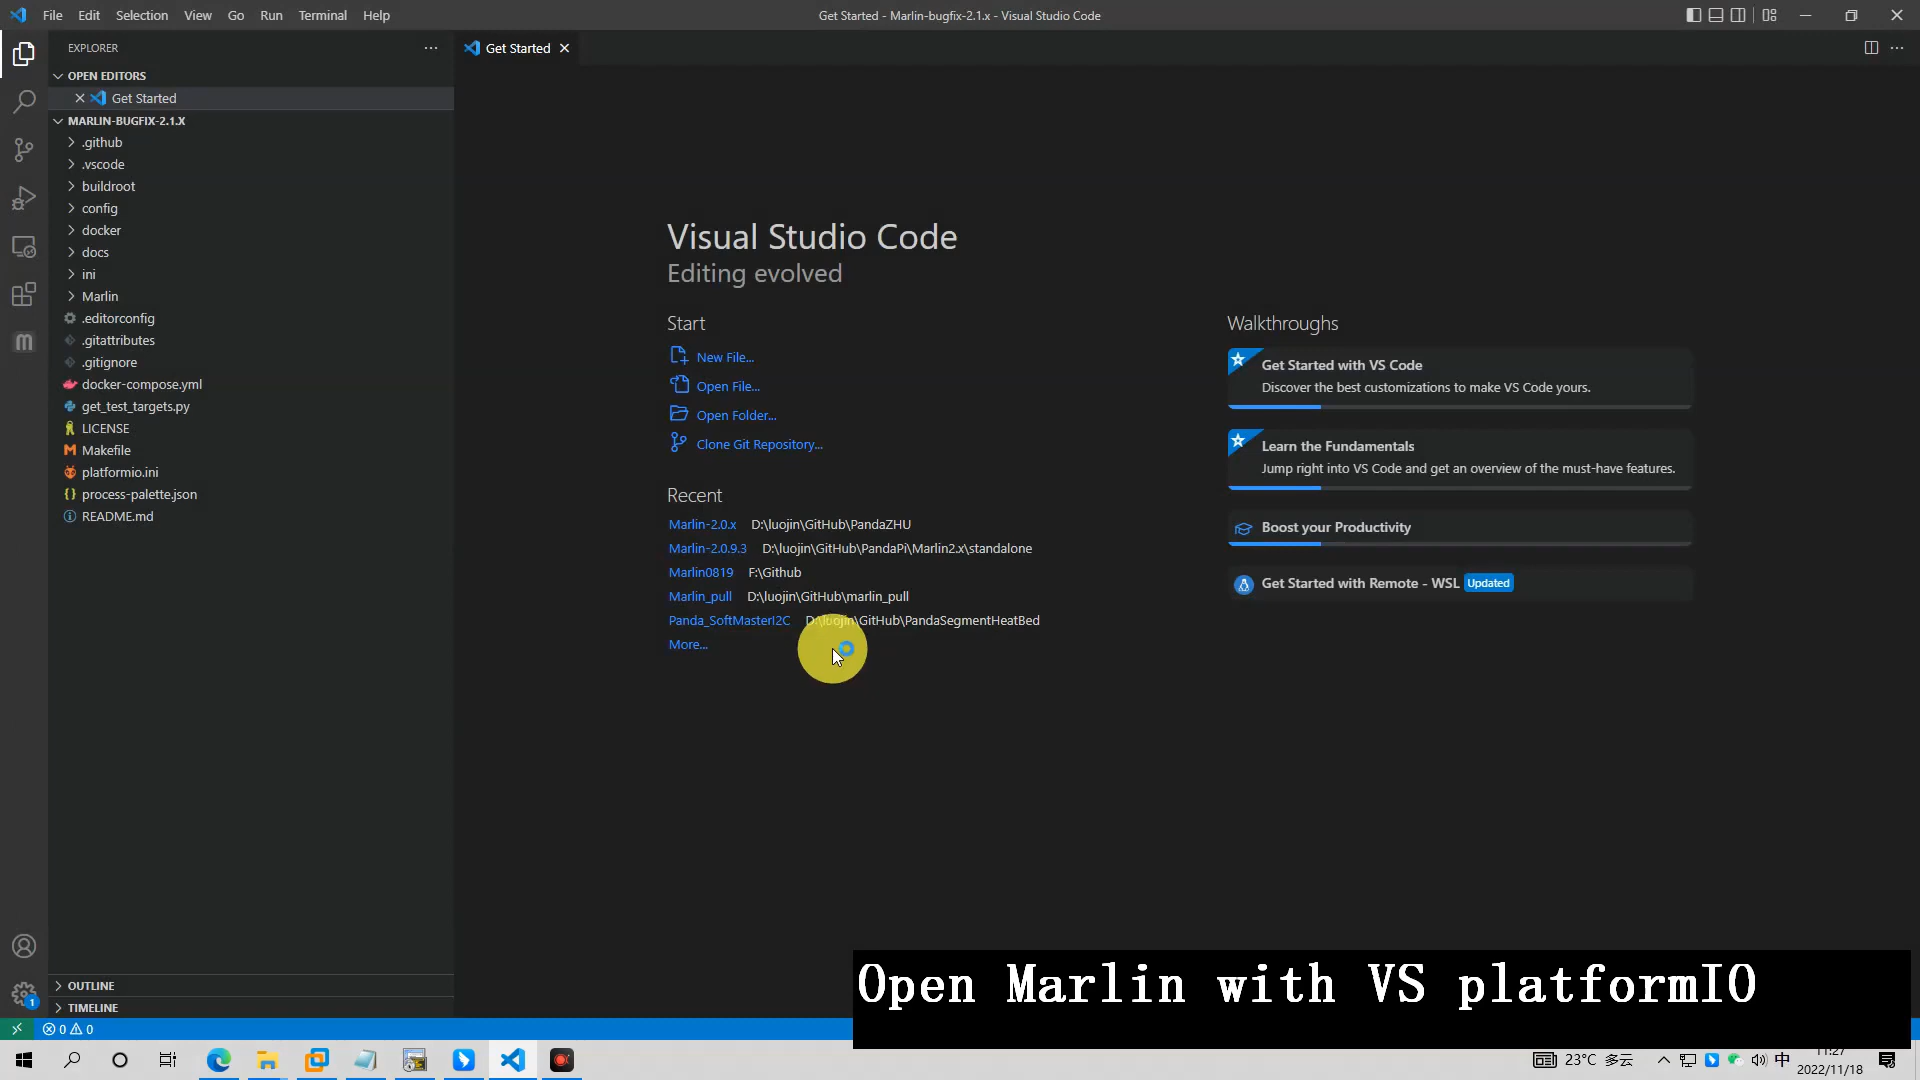 File Edit Selection View Go Run Terminal Help
Get Started - Marlin-bugfix-2.1.x - Visual Studio Code
EXPLORER
Get Started
OPEN EDITORS
Get Started
MARLIN-BUGFIX-2.1.X
.github
.vscode
buildroot
config
docker
docs
ini
Marlin
.editorconfig
.gitattributes
.gitignore
docker-compose.yml
get_test_targets.py
LICENSE
Makefile
platformio.ini
process-palette.json
README.md
OUTLINE
TIMELINE
Visual Studio Code
Editing evolved
Start
New File...
Open File...
Open Folder...
Clone Git Repository...
Recent
Marlin-2.0.x D:\luojin\GitHub\PandaZHU
Marlin-2.0.9.3 D:\luojin\GitHub\PandaPi\Marlin2.x\standalone
Marlin0819 F:\Github
Marlin_pull D:\luojin\GitHub\marlin_pull
Panda_SoftMasterI2C D:\luojin\GitHub\PandaSegmentHeatBed
More...
Walkthroughs
Get Started with VS Code
Discover the best customizations to make VS Code yours.
Learn the Fundamentals
Jump right into VS Code and get an overview of the must-have features.
Boost your Productivity
Get Started with Remote - WSL Updated
Open Marlin with VS platformIO
1
0 0
23°C 多云
中
11:27
2022/11/18